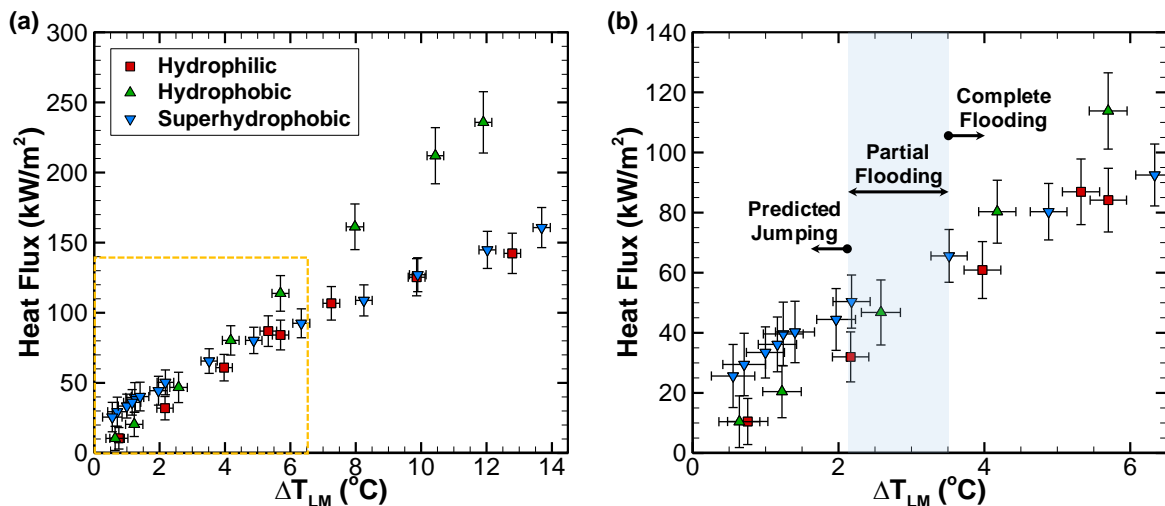 (a)
300
250
200
150
100
50
0
Heat Flux (kW/m²)
Hydrophilic
Hydrophobic
Superhydrophobic
0 2 4 6 8 10 12 14
ΔT_LM (°C)
(b)
140
120
100
80
60
40
20
0
Heat Flux (kW/m²)
Complete
Flooding
Partial
Flooding
Predicted
Jumping
0 2 4 6
ΔT_LM (°C)